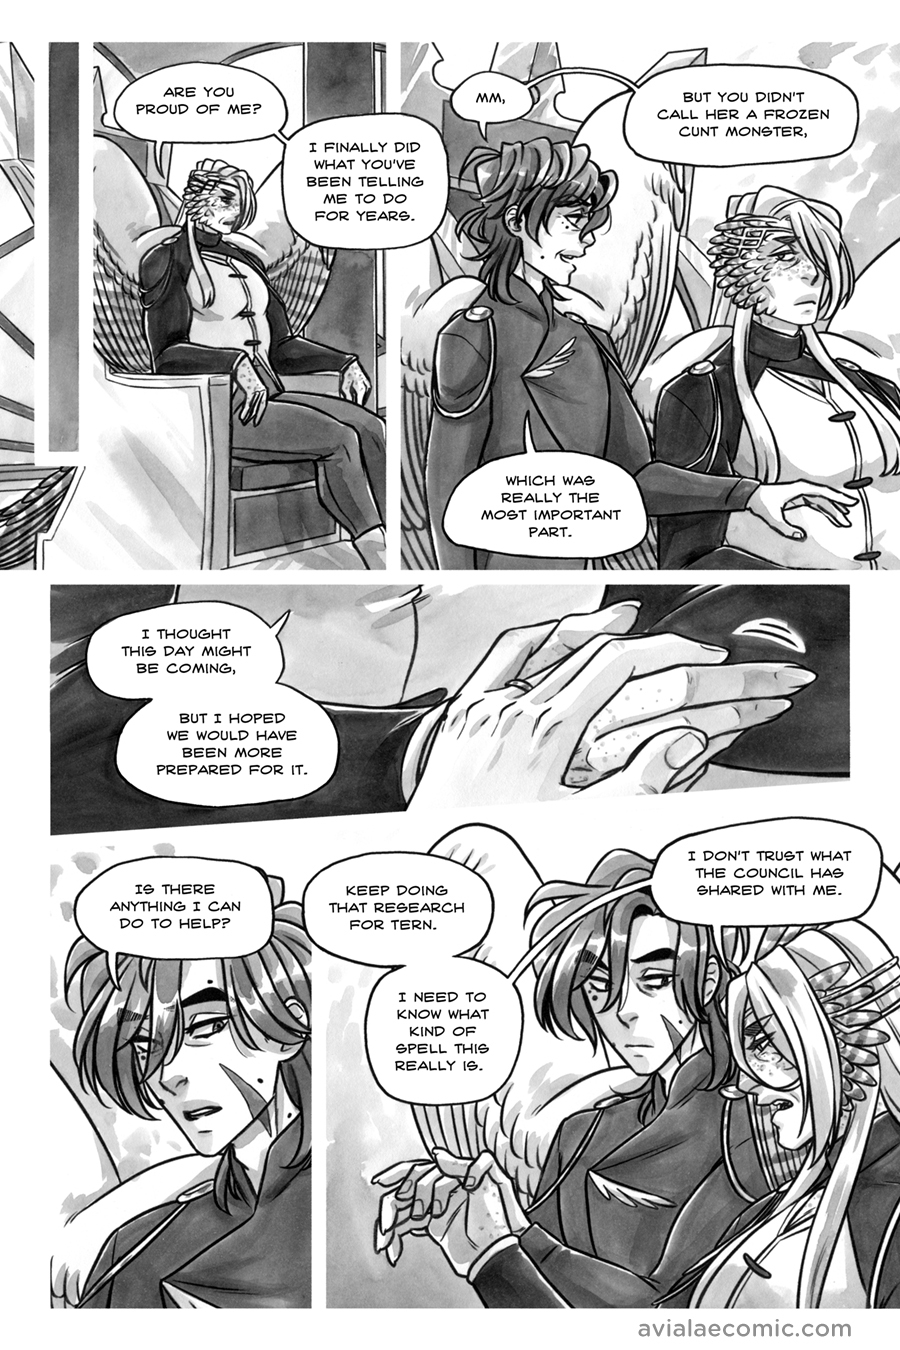 ARE YOU
PROUD OF ME?
I FINALLY DID
WHAT YOU'VE
BEEN TELLING
ME TO DO
FOR YEARS.
MM,
BUT YOU DIDN'T
CALL HER A FROZEN
CUNT MONSTER,
WHICH WAS
REALLY THE
MOST IMPORTANT
PART.
I THOUGHT
THIS DAY MIGHT
BE COMING,
BUT I HOPED
WE WOULD HAVE
BEEN MORE
PREPARED FOR IT.
IS THERE
ANYTHING I CAN
DO TO HELP?
KEEP DOING
THAT RESEARCH
FOR TERN.
I NEED TO
KNOW WHAT
KIND OF
SPELL THIS
REALLY IS.
I DON'T TRUST WHAT
THE COUNCIL HAS
SHARED WITH ME.
avialaecomic.com